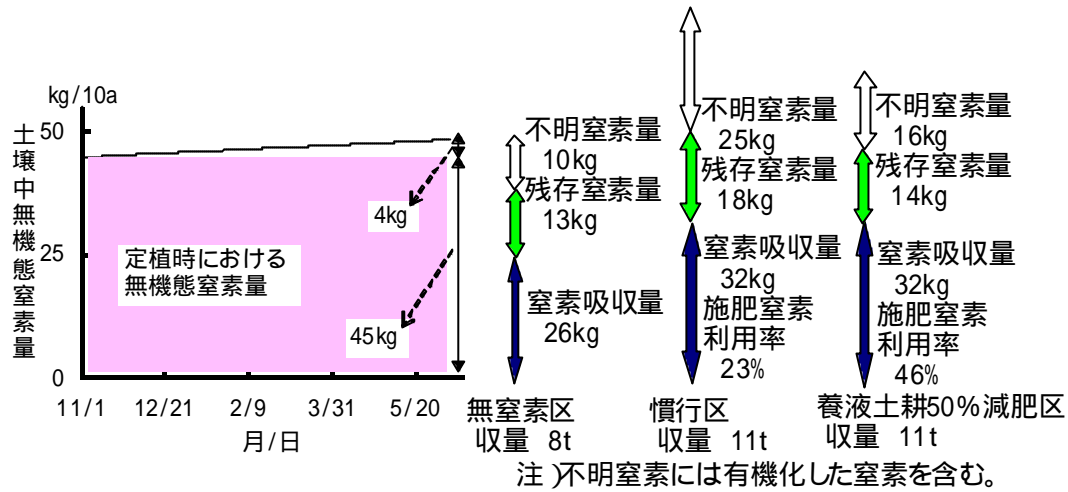 kg/10a
土壌中無機態窒素量
50
25
0
定植時における
無機態窒素量
4kg
45kg
11/1 12/21 2/9 3/31 5/20
月/日
不明窒素量
10kg
残存窒素量
13kg
窒素吸収量
26kg
無窒素区
収量 8t
不明窒素量
25kg
残存窒素量
18kg
窒素吸収量
32kg
施肥窒素
利用率
23%
慣行区
収量 11t
不明窒素量
16kg
残存窒素量
14kg
窒素吸収量
32kg
施肥窒素
利用率
46%
養液土耕50%減肥区
収量 11t
注)不明窒素には有機化した窒素を含む。